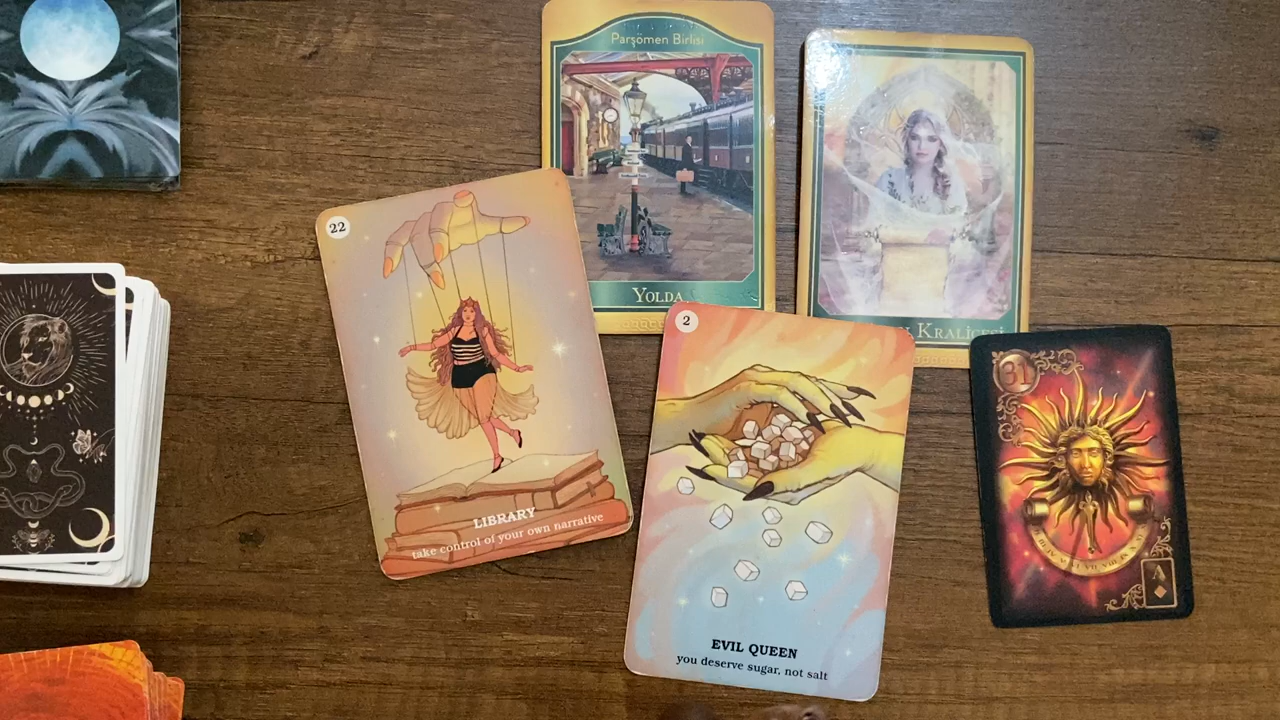 Parşömen Birlisi
YOLDA
KRALİÇESİ
22
LIBRARY
take control of your own narrative
2
EVIL QUEEN
you deserve sugar, not salt
31
A